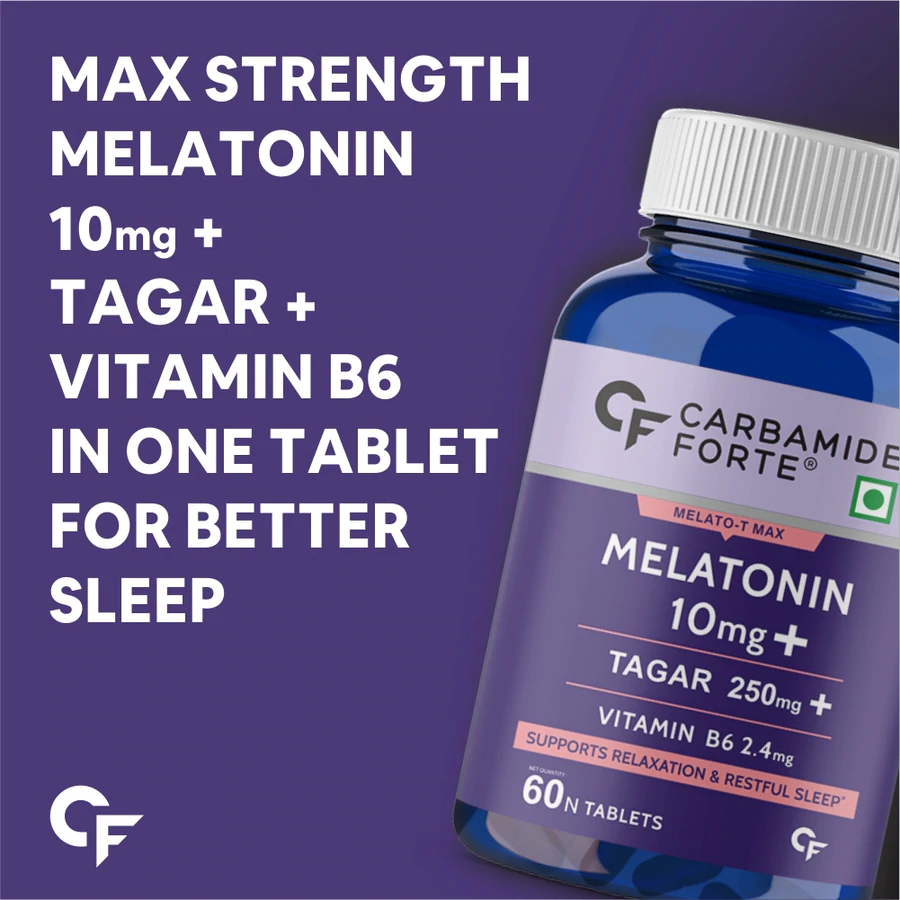 MAX STRENGTH
MELATONIN
10mg +
TAGAR +
VITAMIN B6
IN ONE TABLET
FOR BETTER
SLEEP
CF
CF CARBAMIDE
FORTE®
MELATO-T MAX
MELATONIN
10mg +
TAGAR 250mg +
VITAMIN B6 2.4mg
SUPPORTS RELAXATION & RESTFUL SLEEP*
NET QUANTITY:
60N TABLETS
CF